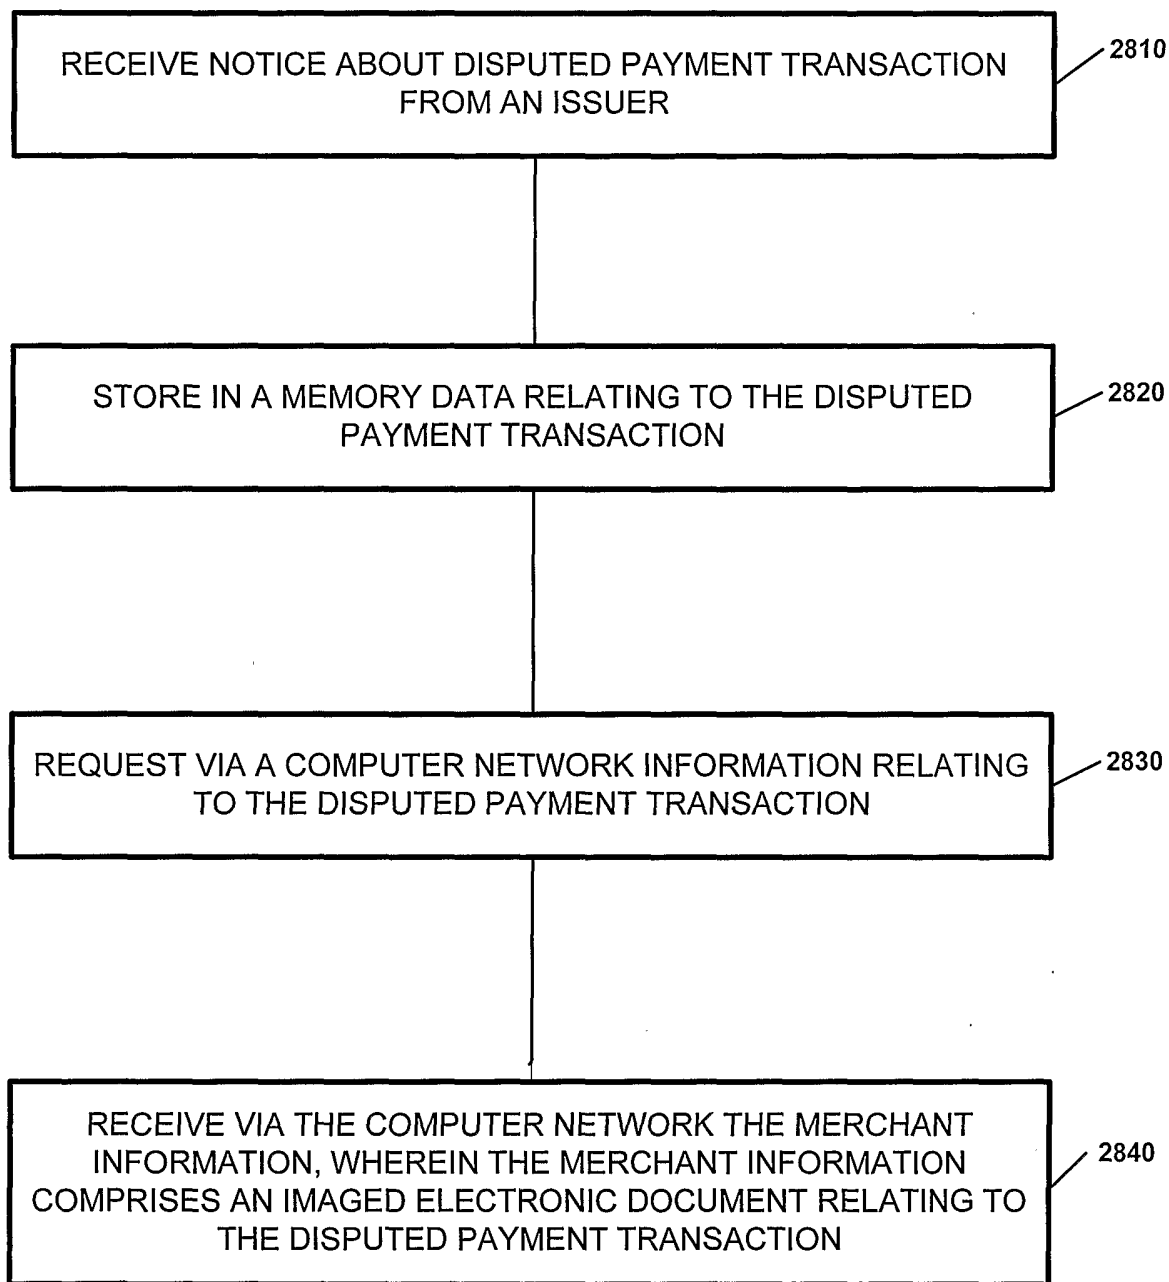 RECEIVE NOTICE ABOUT DISPUTED PAYMENT TRANSACTION
FROM AN ISSUER
2810
STORE IN A MEMORY DATA RELATING TO THE DISPUTED
PAYMENT TRANSACTION
2820
REQUEST VIA A COMPUTER NETWORK INFORMATION RELATING
TO THE DISPUTED PAYMENT TRANSACTION
2830
RECEIVE VIA THE COMPUTER NETWORK THE MERCHANT
INFORMATION, WHEREIN THE MERCHANT INFORMATION
COMPRISES AN IMAGED ELECTRONIC DOCUMENT RELATING TO
THE DISPUTED PAYMENT TRANSACTION
2840